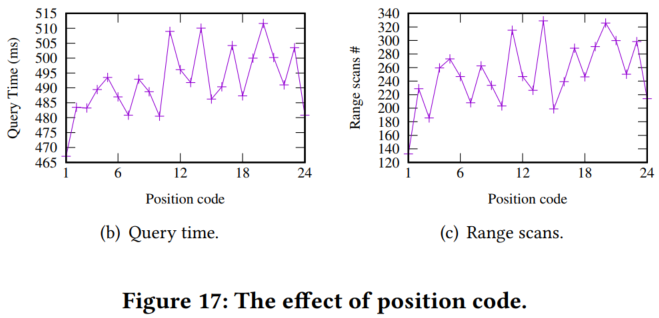 515
510
505
500
495
490
485
480
475
470
465
Query Time (ms)
1 6 12 18 24
Position code
(b) Query time.
340
320
300
280
260
240
220
200
180
160
140
120
Range scans #
1 6 12 18 24
Position code
(c) Range scans.
Figure 17: The effect of position code.